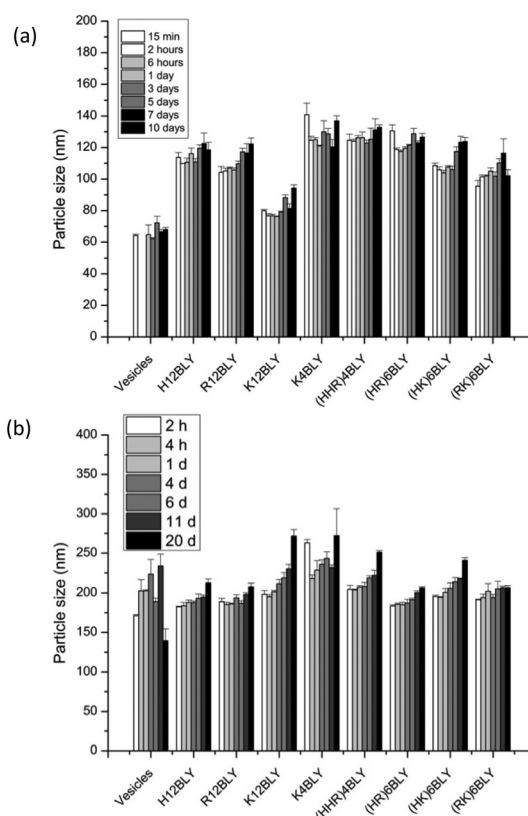 (a)
200
180
160
140
120
100
80
60
40
20
0
Particle size (nm)
15 min
2 hours
6 hours
1 day
3 days
5 days
7 days
10 days
Vesicles
H12BLY
R12BLY
K12BLY
K4BLY
(HHR)4BLY
(HR)6BLY
(HK)6BLY
(RK)6BLY
(b)
400
350
300
250
200
150
100
50
0
Particle size (nm)
2 h
4 h
1 d
4 d
6 d
11 d
20 d
Vesicles
H12BLY
R12BLY
K12BLY
K4BLY
(HHR)4BLY
(HR)6BLY
(HK)6BLY
(RK)6BLY